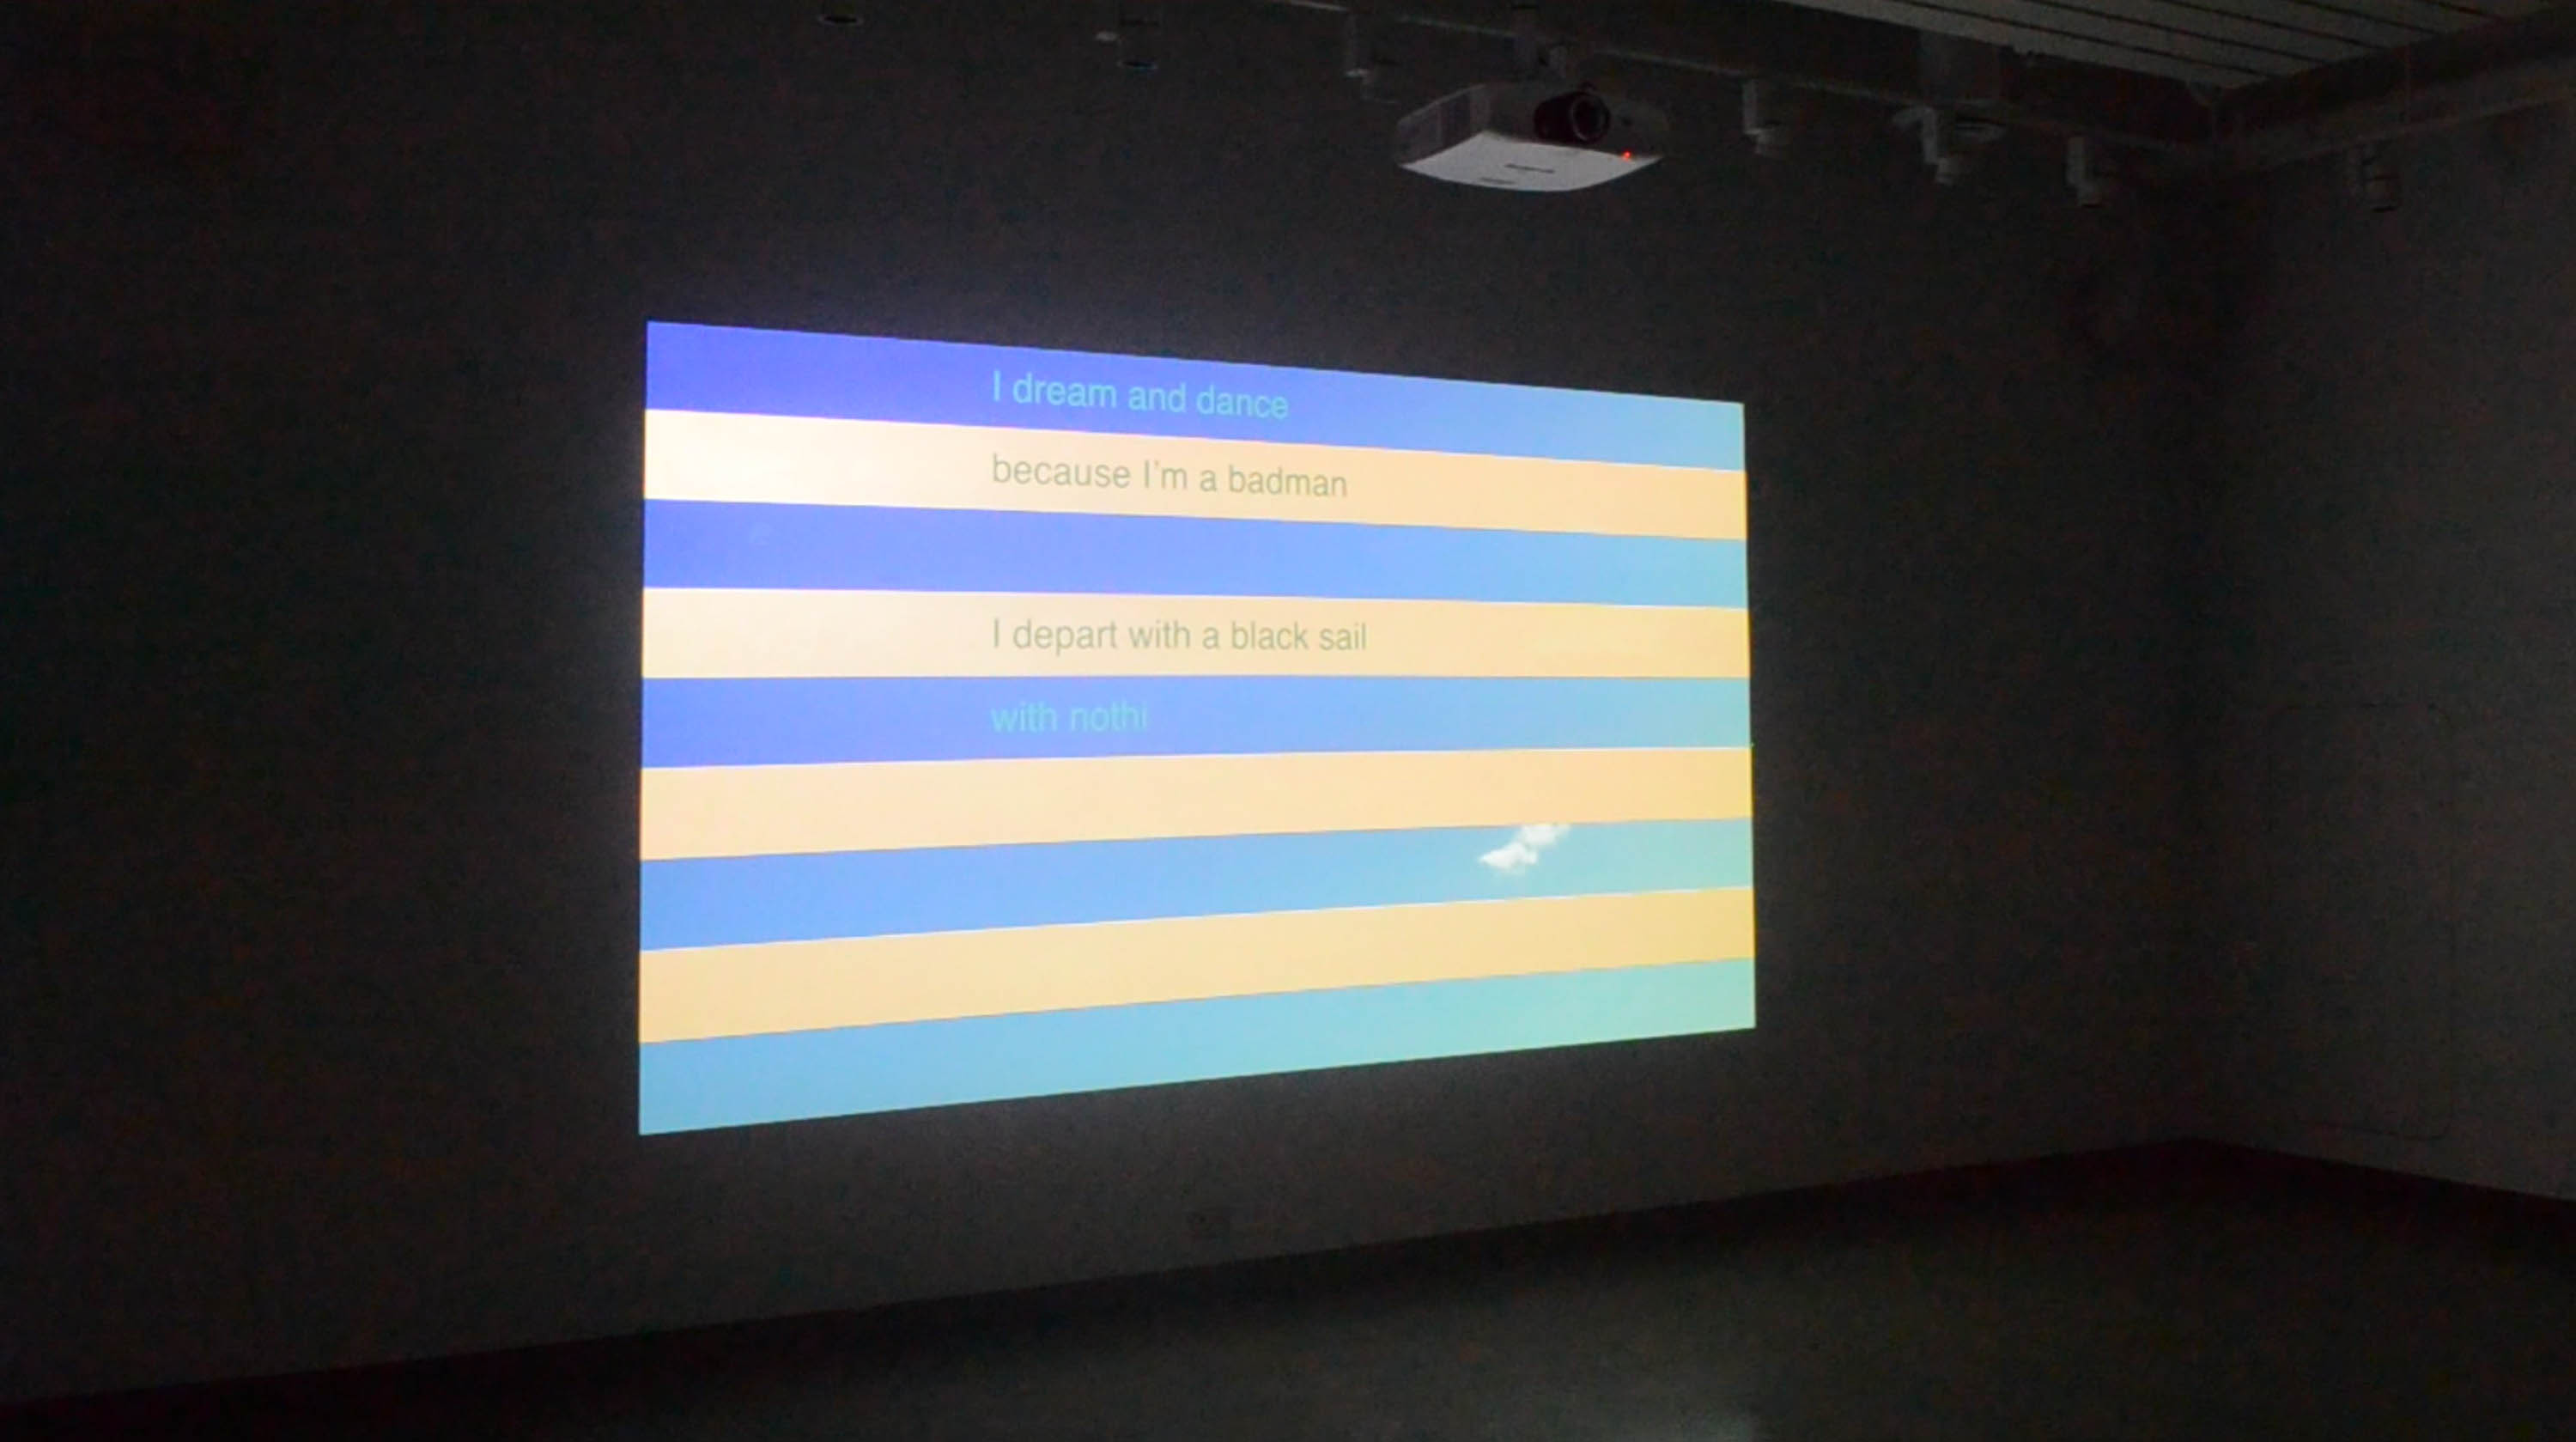 I dream and dance
because I'm a badman
I depart with a black sail
with nothi